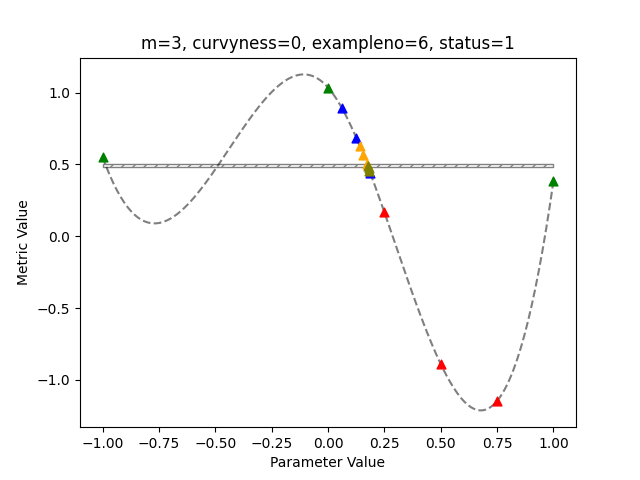 m=3, curvyness=0, exampleno=6, status=1
Metric Value
1.0
0.5
0.0
−0.5
−1.0
−1.00 −0.75 −0.50 −0.25 0.00 0.25 0.50 0.75 1.00
Parameter Value